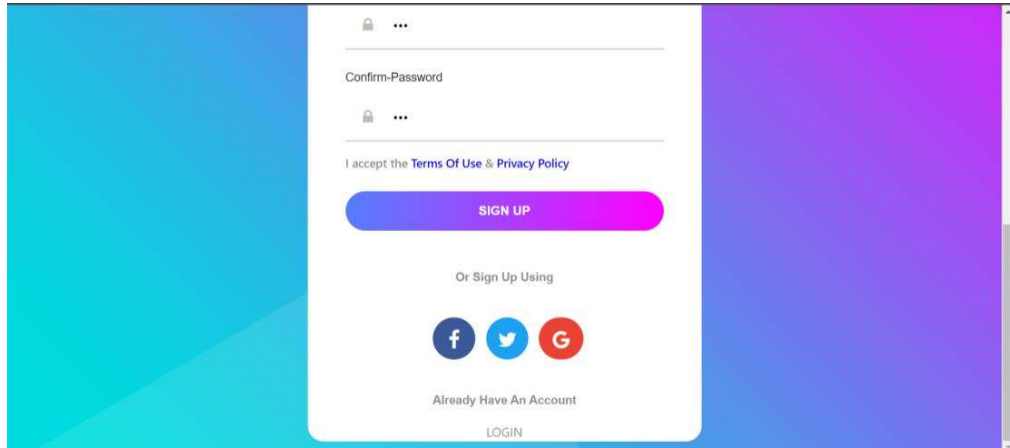 •••
Confirm-Password
•••
I accept the Terms Of Use & Privacy Policy
SIGN UP
Or Sign Up Using
f G
Already Have An Account
LOGIN